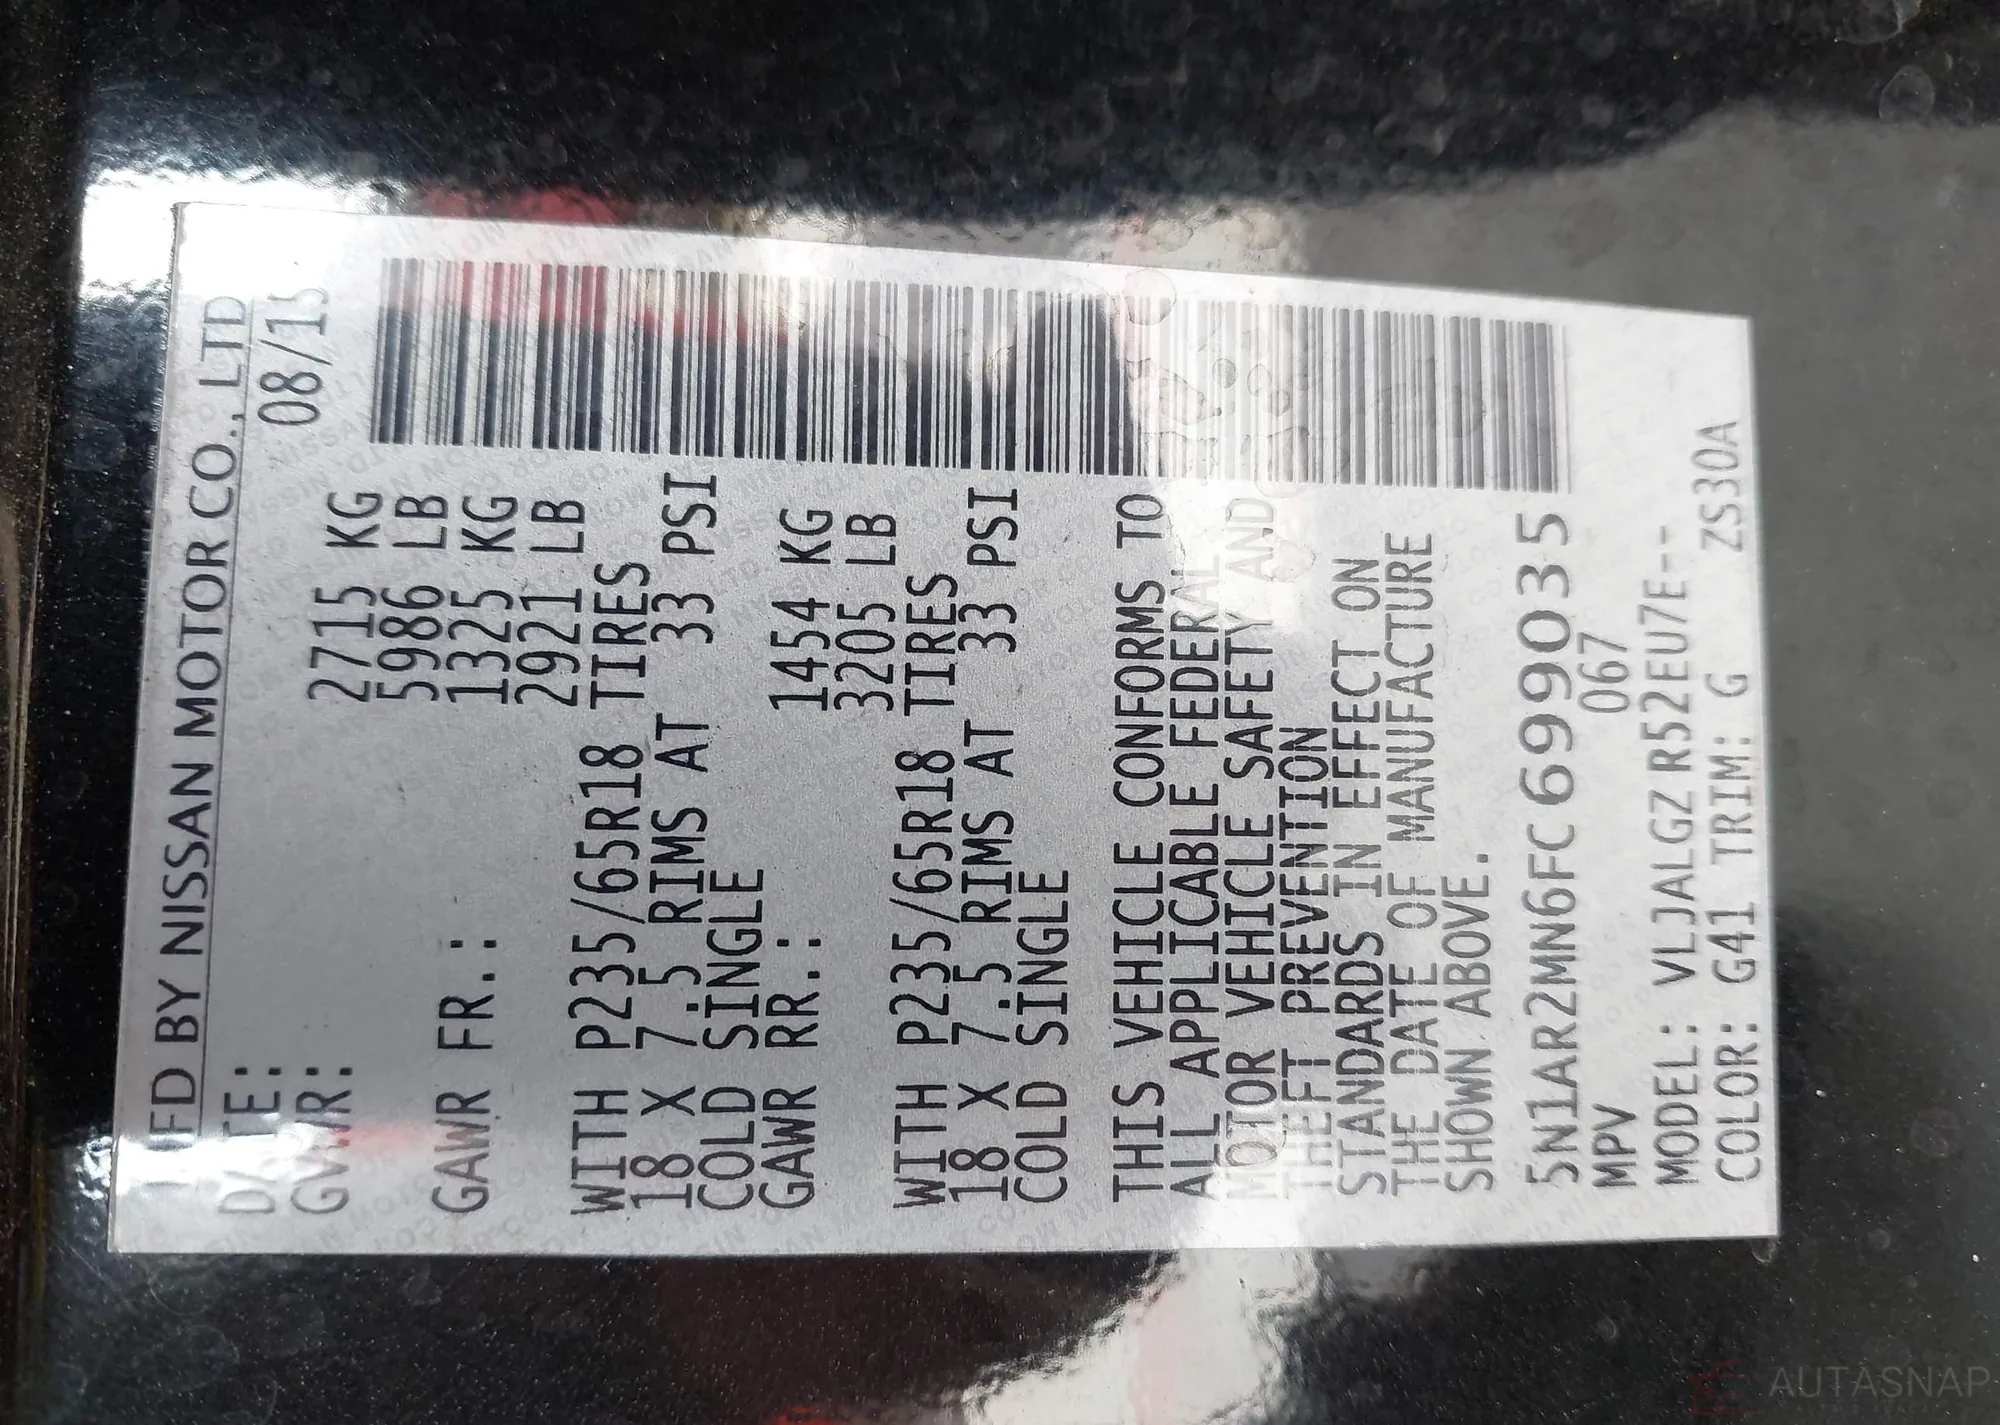 MFD BY NISSAN MOTOR CO., LTD
DATE: 08/15
GVWR: 2715 KG
5986 LB
GAWR FR.: 1325 KG
2921 LB
WITH P235/65R18 TIRES
18 X 7.5 RIMS AT 33 PSI
COLD SINGLE
GAWR RR.: 1454 KG
3205 LB
WITH P235/65R18 TIRES
18 X 7.5 RIMS AT 33 PSI
COLD SINGLE
THIS VEHICLE CONFORMS TO
ALL APPLICABLE FEDERAL
MOTOR VEHICLE SAFETY AND
THEFT PREVENTION
STANDARDS IN EFFECT ON
THE DATE OF MANUFACTURE
SHOWN ABOVE.
5N1AR2MN6FC699035
MPV 067
MODEL: VLJALGZ R52EU7E--
COLOR: G41 TRIM: G ZS30A
AUTASNAP